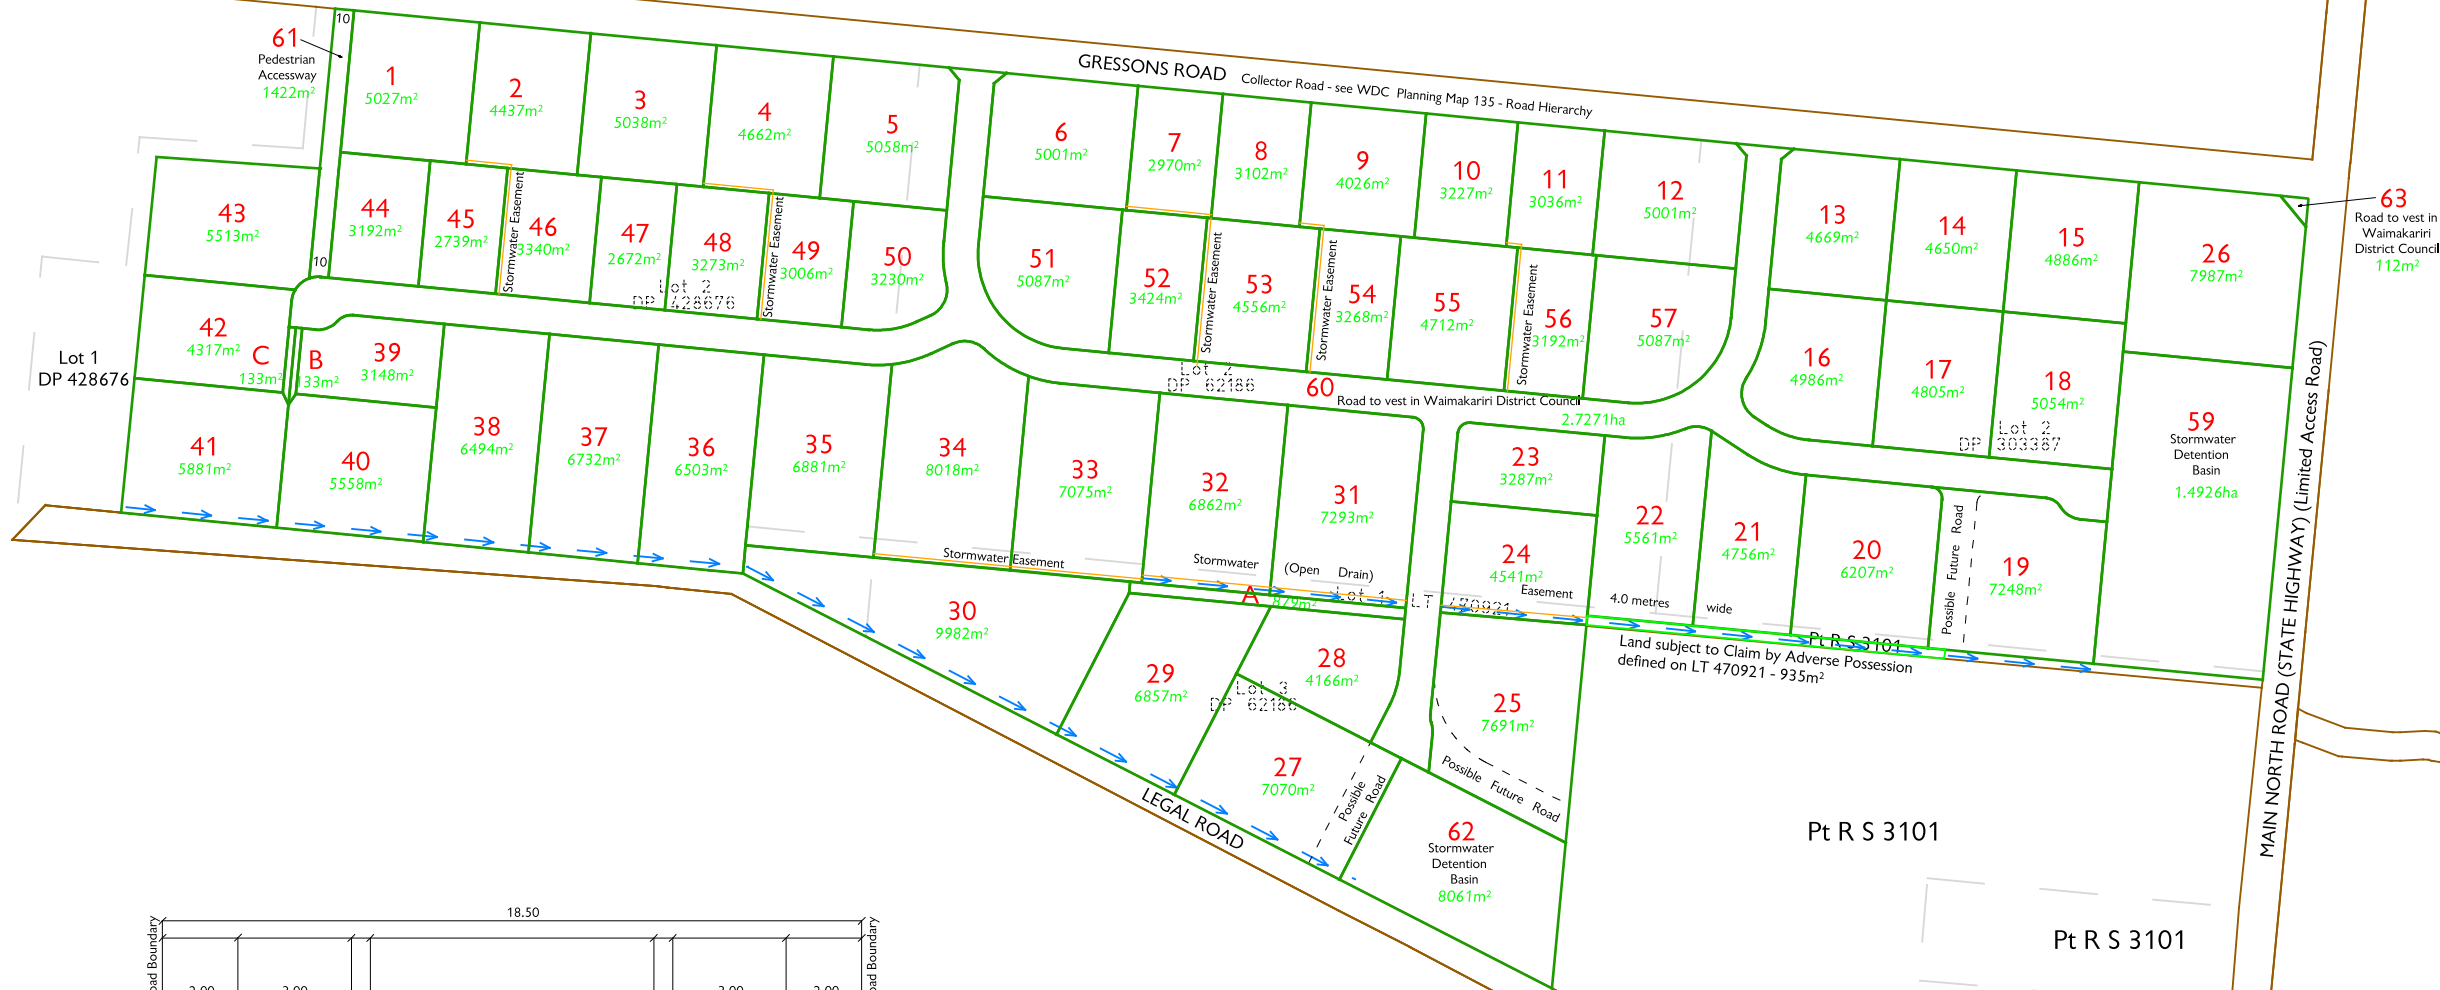 GRESSONS ROAD
Collector Road - see WDC Planning Map 135 - Road Hierarchy
10
61
Pedestrian
Accessway
1422m²
1
5027m²
2
4437m²
3
5038m²
4
4662m²
5
5058m²
6
5001m²
7
2970m²
8
3102m²
9
4026m²
10
3227m²
11
3036m²
12
5001m²
13
4669m²
14
4650m²
15
4886m²
26
7987m²
63
Road to vest in
Waimakariri
District Council
112m²
43
5513m²
44
3192m²
45
2739m²
Stormwater Easement
46
3340m²
47
2672m²
48
3273m²
Stormwater Easement
49
3006m²
50
3230m²
Lot 2
DP 428676
10
51
5087m²
52
3424m²
Stormwater Easement
53
4556m²
Stormwater Easement
54
3268m²
55
4712m²
Stormwater Easement
56
3192m²
57
5087m²
16
4986m²
17
4805m²
18
5054m²
Lot 2
DP 303387
59
Stormwater
Detention
Basin
1.4926ha
Lot 1
DP 428676
42
4317m²
C
133m²
B
133m²
39
3148m²
Lot 2
DP 62186
60
Road to vest in Waimakariri District Council
2.7271ha
41
5881m²
40
5558m²
38
6494m²
37
6732m²
36
6503m²
35
6881m²
34
8018m²
33
7075m²
32
6862m²
31
7293m²
23
3287m²
24
4541m²
22
5561m²
21
4756m²
20
6207m²
Possible Future Road
19
7248m²
Stormwater Easement
Stormwater (Open Drain)
Easement 4.0 metres wide
A
879m²
Lot 1 LT 470921
Pt R S 3101
Land subject to Claim by Adverse Possession
defined on LT 470921 - 935m²
30
9982m²
29
6857m²
28
4166m²
Lot 3
DP 62186
27
7070m²
25
7691m²
Possible Future Road
Possible
Future Road
62
Stormwater
Detention
Basin
8061m²
LEGAL ROAD
MAIN NORTH ROAD (STATE HIGHWAY) (Limited Access Road)
Pt R S 3101
Pt R S 3101
18.50
oad Boundary
oad Boundary